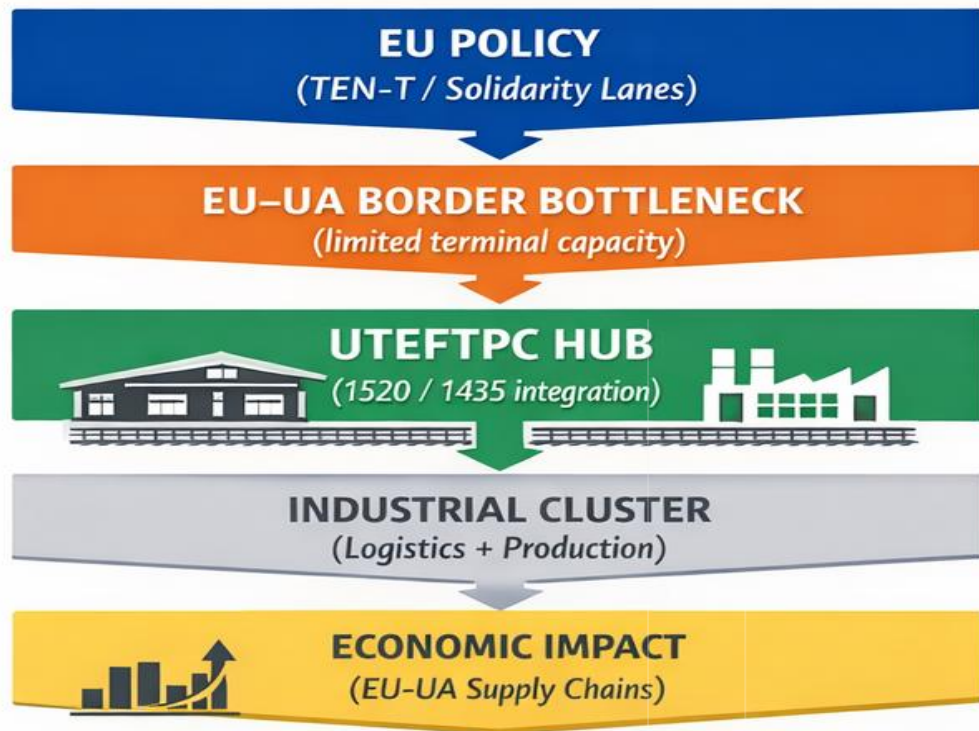 EU POLICY
(TEN-T / Solidarity Lanes)
EU–UA BORDER BOTTLENECK
(limited terminal capacity)
UTEFTPC HUB
(1520 / 1435 integration)
INDUSTRIAL CLUSTER
(Logistics + Production)
ECONOMIC IMPACT
(EU-UA Supply Chains)